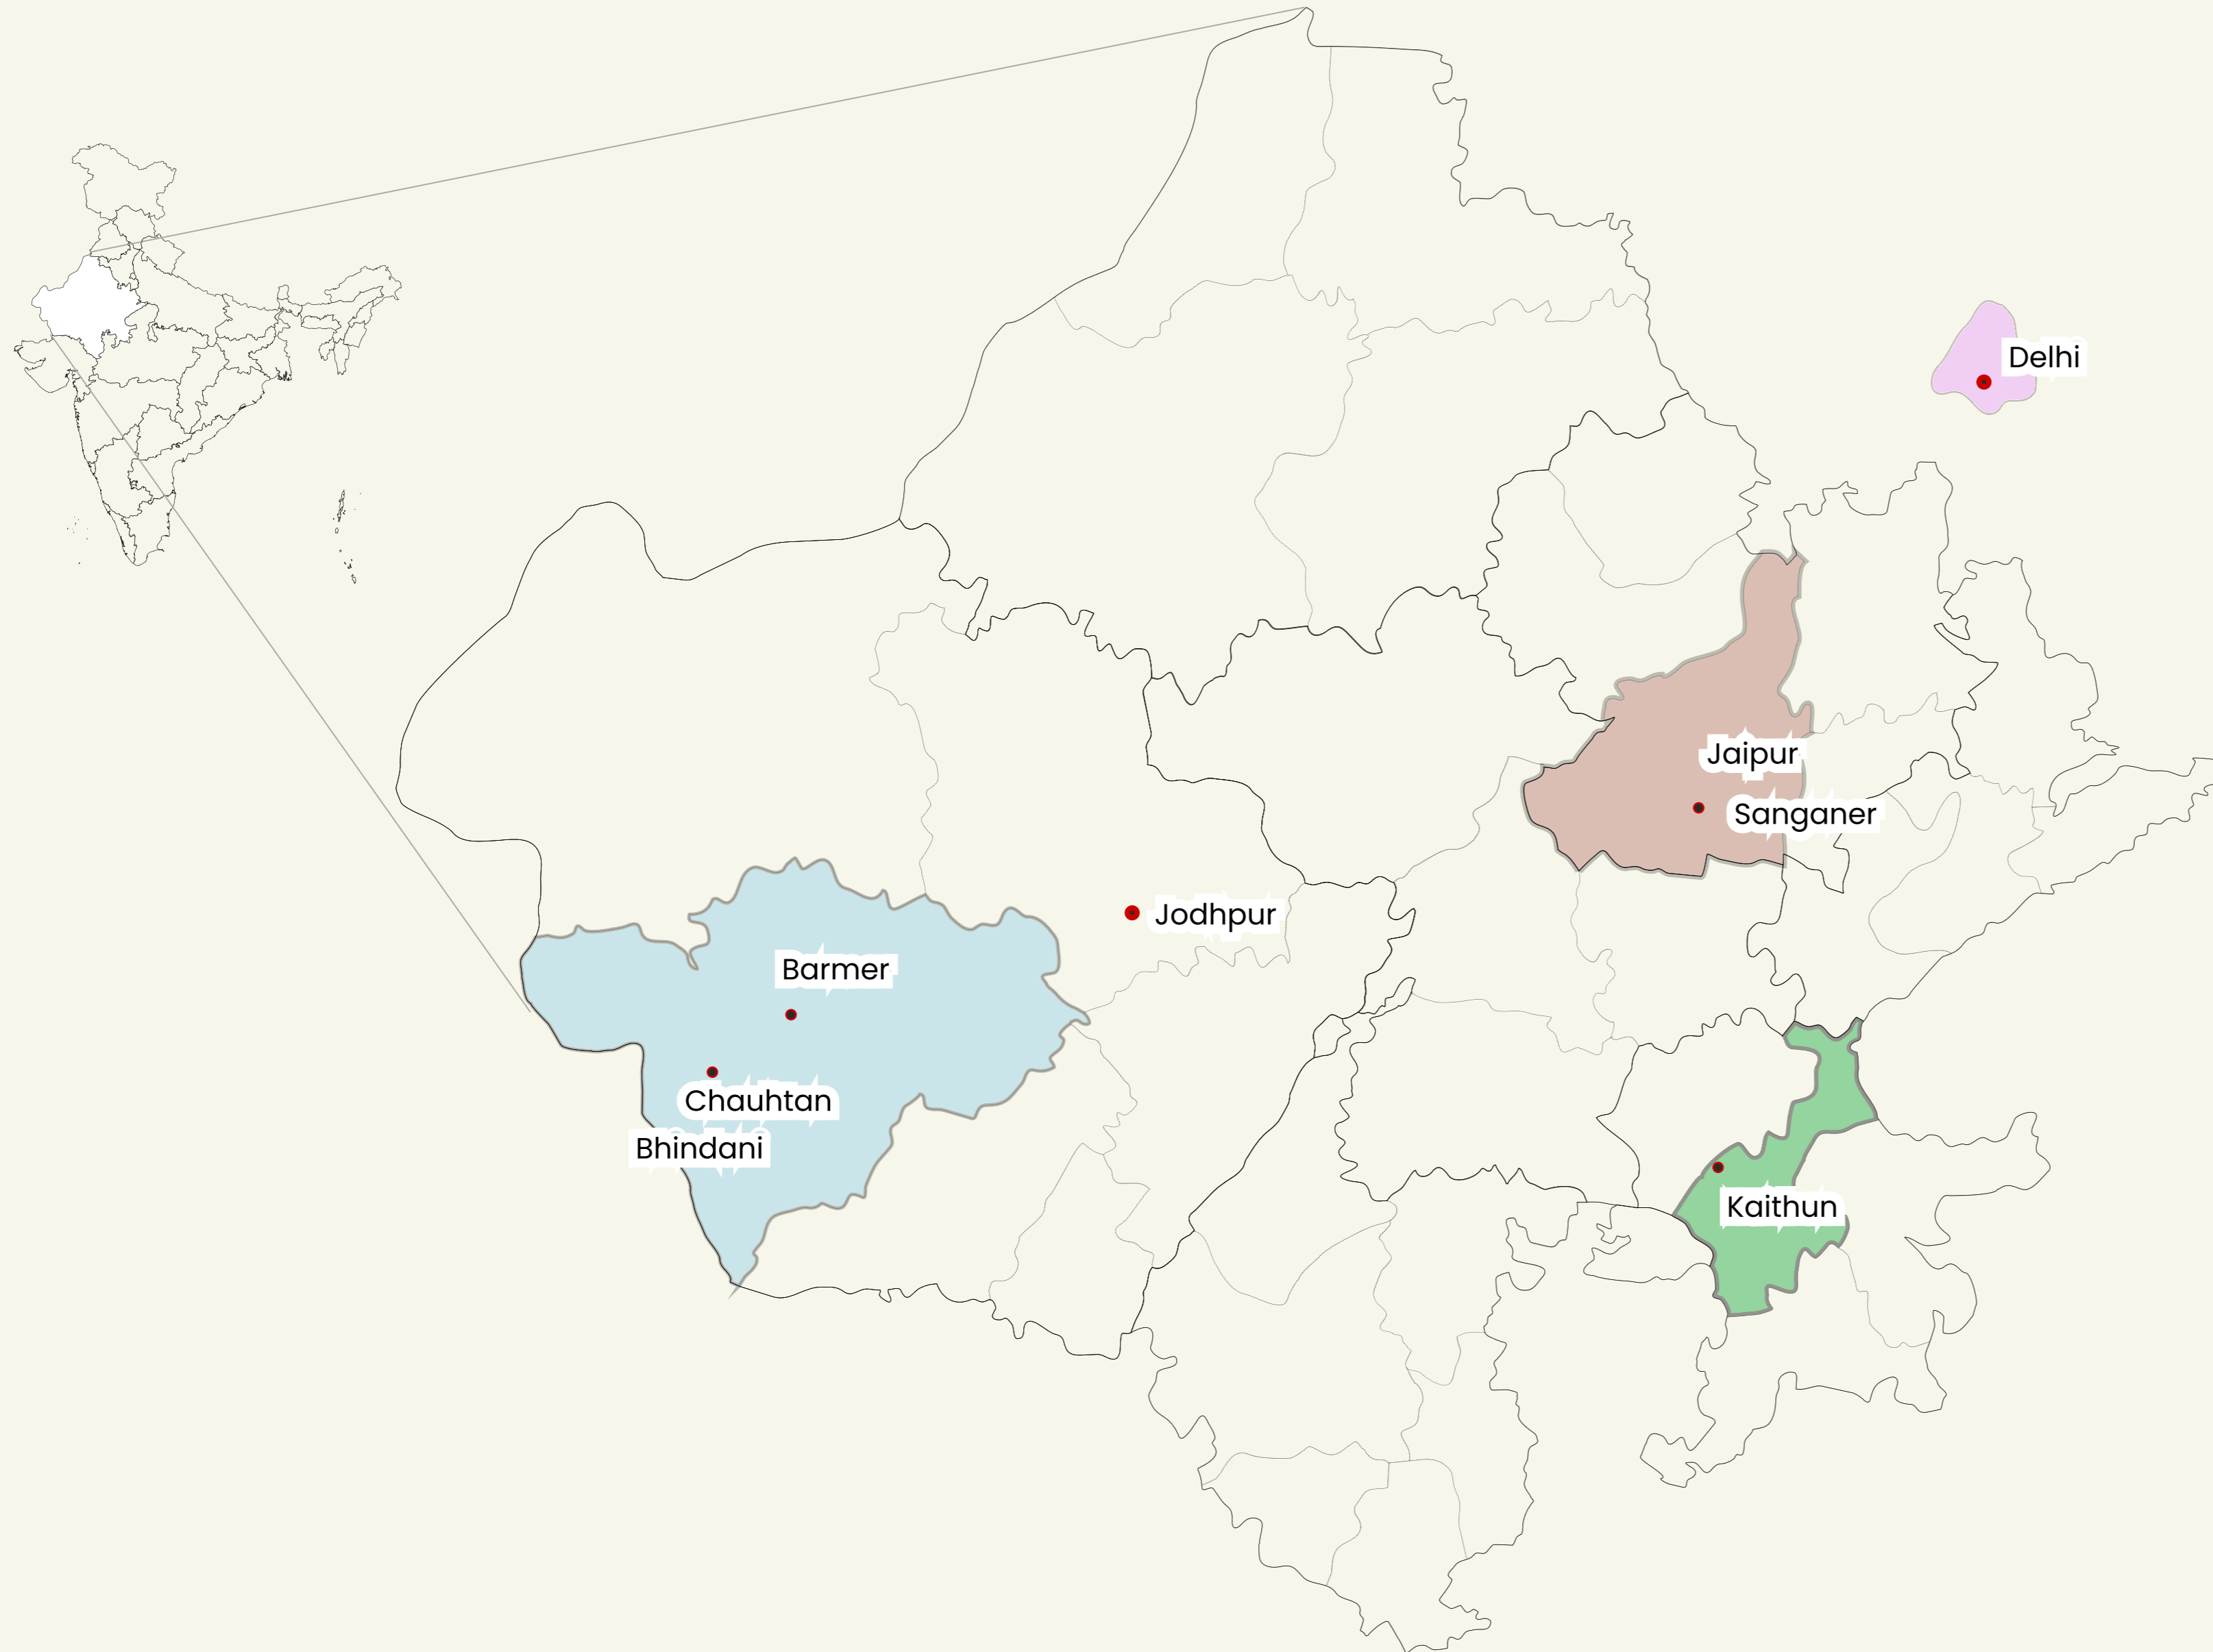 Delhi
Jaipur
Sanganer
Jodhpur
Barmer
Chauhtan
Bhindani
Kaithun